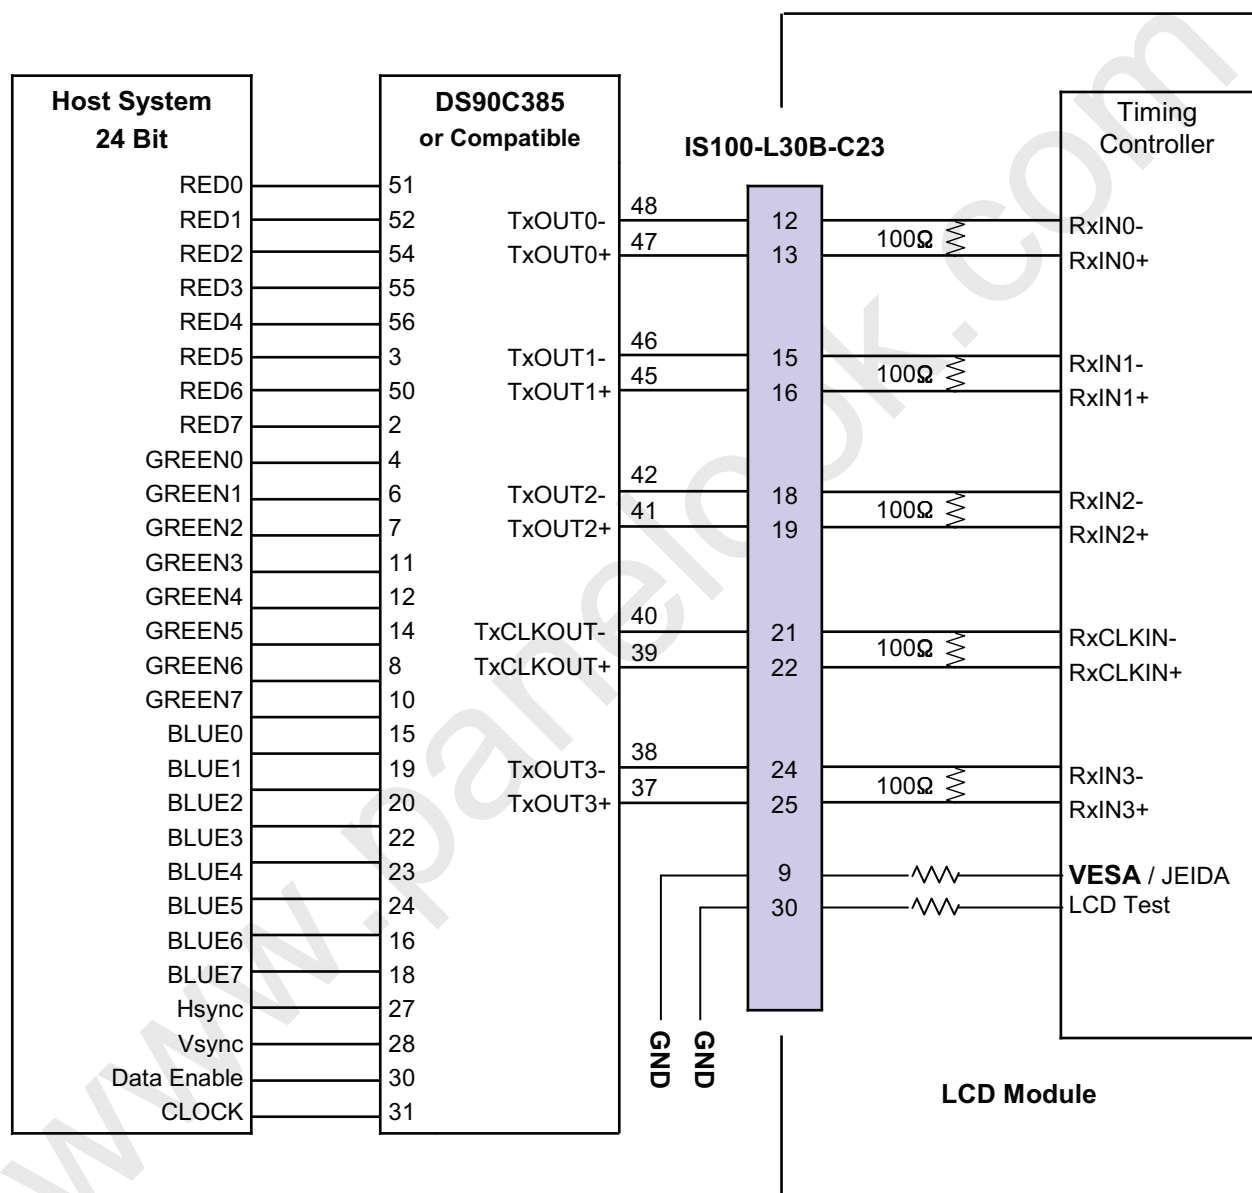 Host System
24 Bit
RED0
RED1
RED2
RED3
RED4
RED5
RED6
RED7
GREEN0
GREEN1
GREEN2
GREEN3
GREEN4
GREEN5
GREEN6
GREEN7
BLUE0
BLUE1
BLUE2
BLUE3
BLUE4
BLUE5
BLUE6
BLUE7
Hsync
Vsync
Data Enable
CLOCK
DS90C385
or Compatible
51
52
54
55
56
3
50
2
4
6
7
11
12
14
8
10
15
19
20
22
23
24
16
18
27
28
30
31
TxOUT0-
TxOUT0+
TxOUT1-
TxOUT1+
TxOUT2-
TxOUT2+
TxCLKOUT-
TxCLKOUT+
TxOUT3-
TxOUT3+
48
47
46
45
42
41
40
39
38
37
GND
GND
IS100-L30B-C23
12
13
15
16
18
19
21
22
24
25
9
30
100Ω
100Ω
100Ω
100Ω
100Ω
Timing
Controller
RxIN0-
RxIN0+
RxIN1-
RxIN1+
RxIN2-
RxIN2+
RxCLKIN-
RxCLKIN+
RxIN3-
RxIN3+
VESA / JEIDA
LCD Test
LCD Module
www.panelook.com